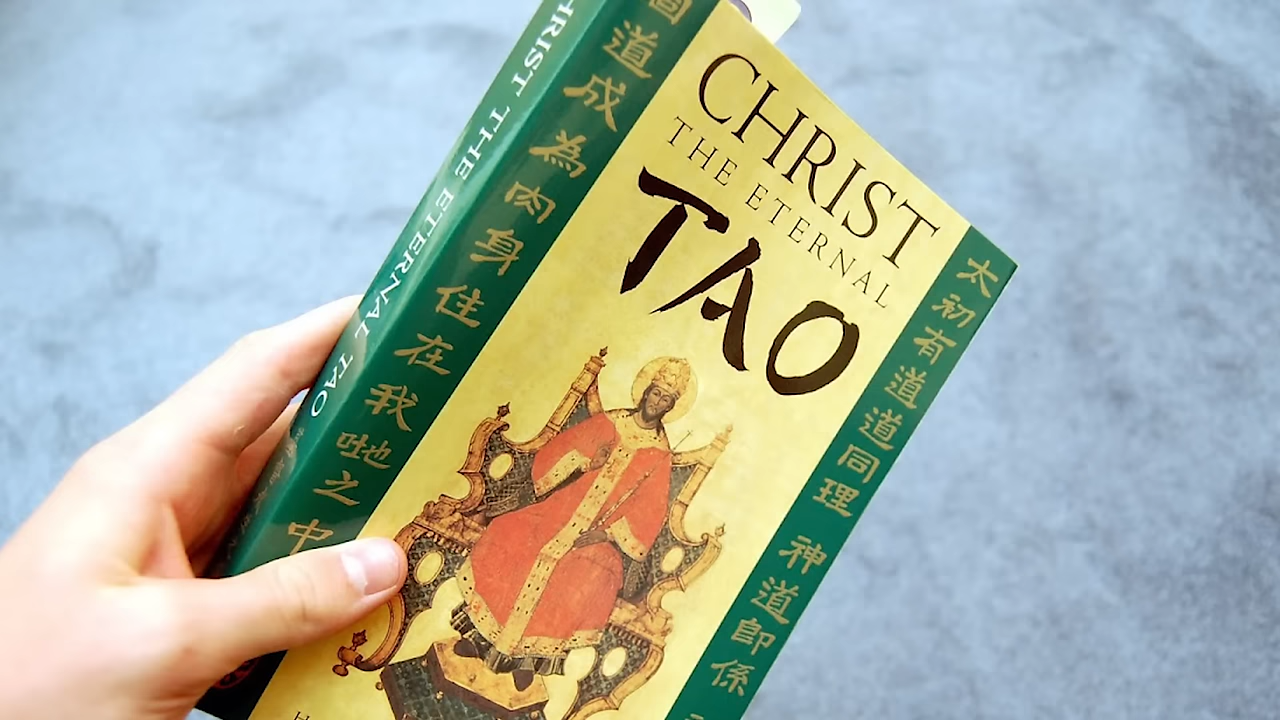 CHRIST
THE ETERNAL
TAO
太初有道道同理 神道即係
道成為肉身住在我哋之中
CHRIST THE ETERNAL TAO